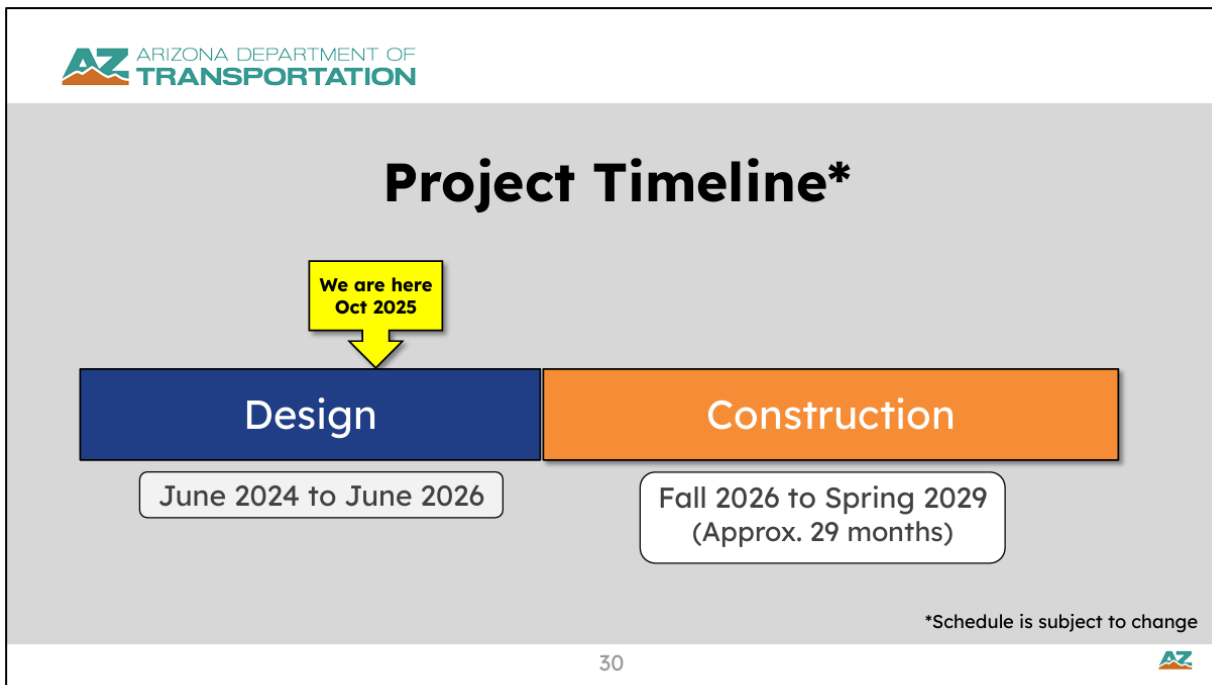 AZ ARIZONA DEPARTMENT OF
TRANSPORTATION
Project Timeline*
We are here
Oct 2025
Design
Construction
June 2024 to June 2026
Fall 2026 to Spring 2029
(Approx. 29 months)
*Schedule is subject to change
30
AZ